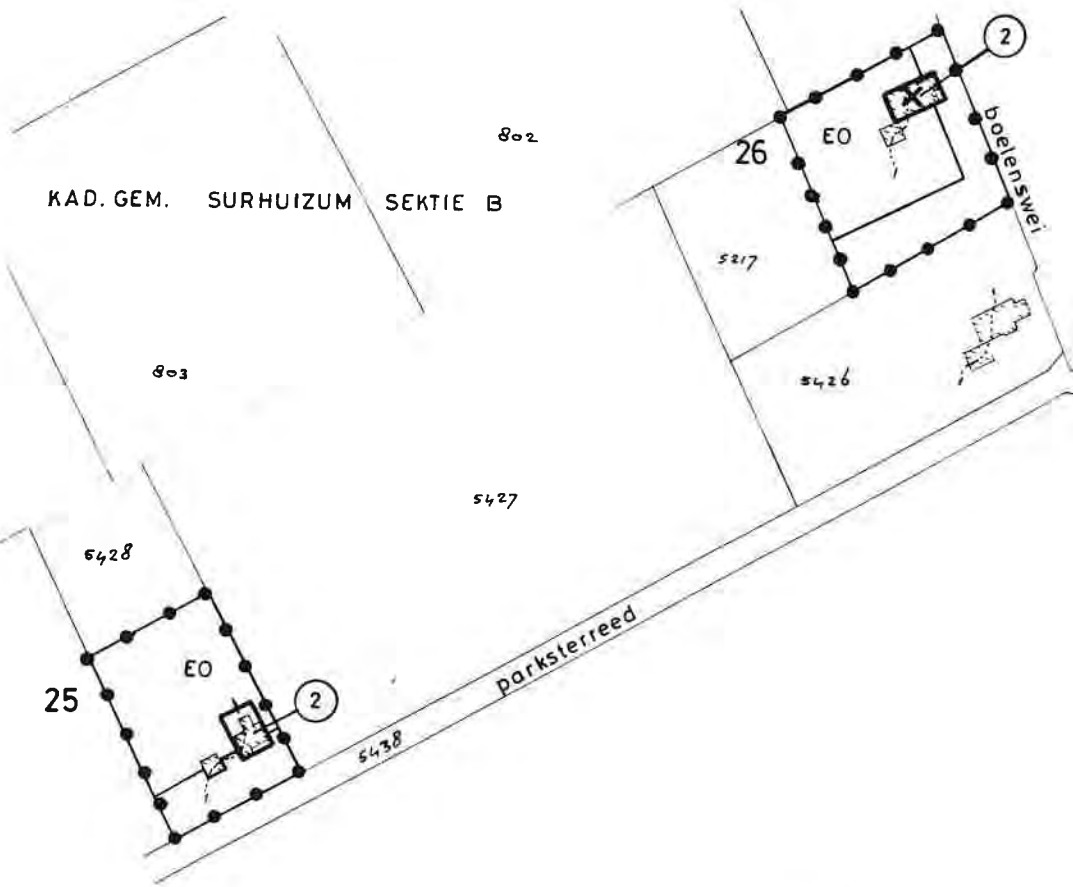 2
802
boelenswei
EO
26
KAD. GEM. SURHUIZUM SEKTIE B
5217
803
5426
5427
5428
parksterreed
EO
25
2
5438